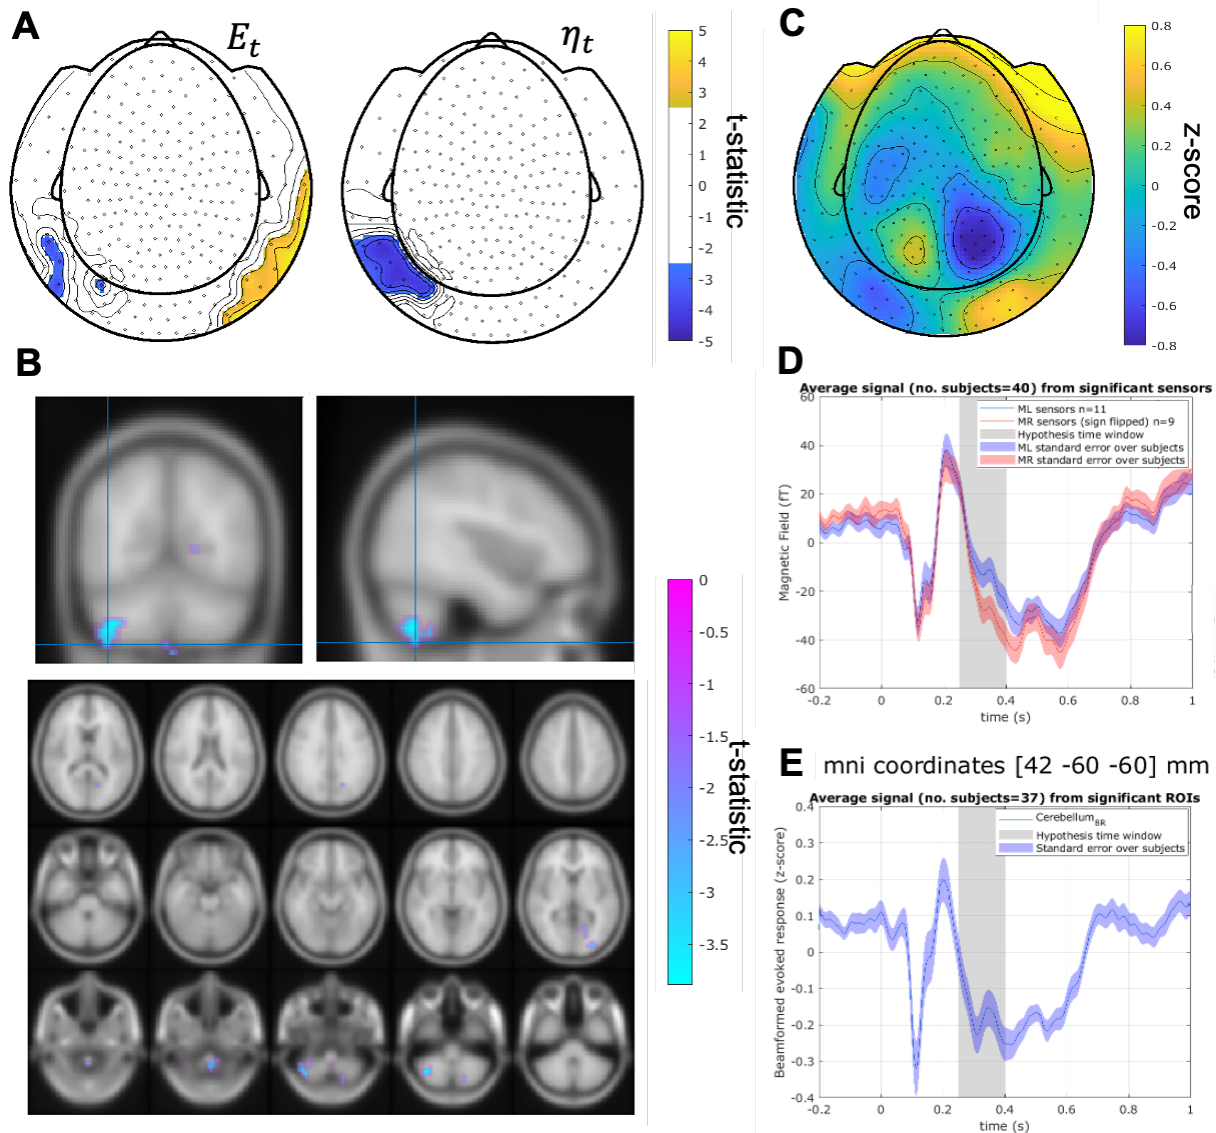 A
E_t
η_t
5
4
3
2
1
0
-1
-2
-3
-4
-5
t-statistic
C
0.8
0.6
0.4
0.2
0
-0.2
-0.4
-0.6
-0.8
z-score
B
0
-0.5
-1
-1.5
-2
-2.5
-3
-3.5
t-statistic
D
Average signal (no. subjects=40) from significant sensors
60
40
20
0
-20
-40
-60
Magnetic Field (fT)
ML sensors n=11
MR sensors (sign flipped) n=9
Hypothesis time window
ML standard error over subjects
MR standard error over subjects
-0.2 0 0.2 0.4 0.6 0.8 1
time (s)
E mni coordinates [42 -60 -60] mm
Average signal (no. subjects=37) from significant ROIs
0.4
0.3
0.2
0.1
0
-0.1
-0.2
-0.3
-0.4
Beamformed evoked response (z-score)
Cerebellum_BR
Hypothesis time window
Standard error over subjects
-0.2 0 0.2 0.4 0.6 0.8 1
time (s)